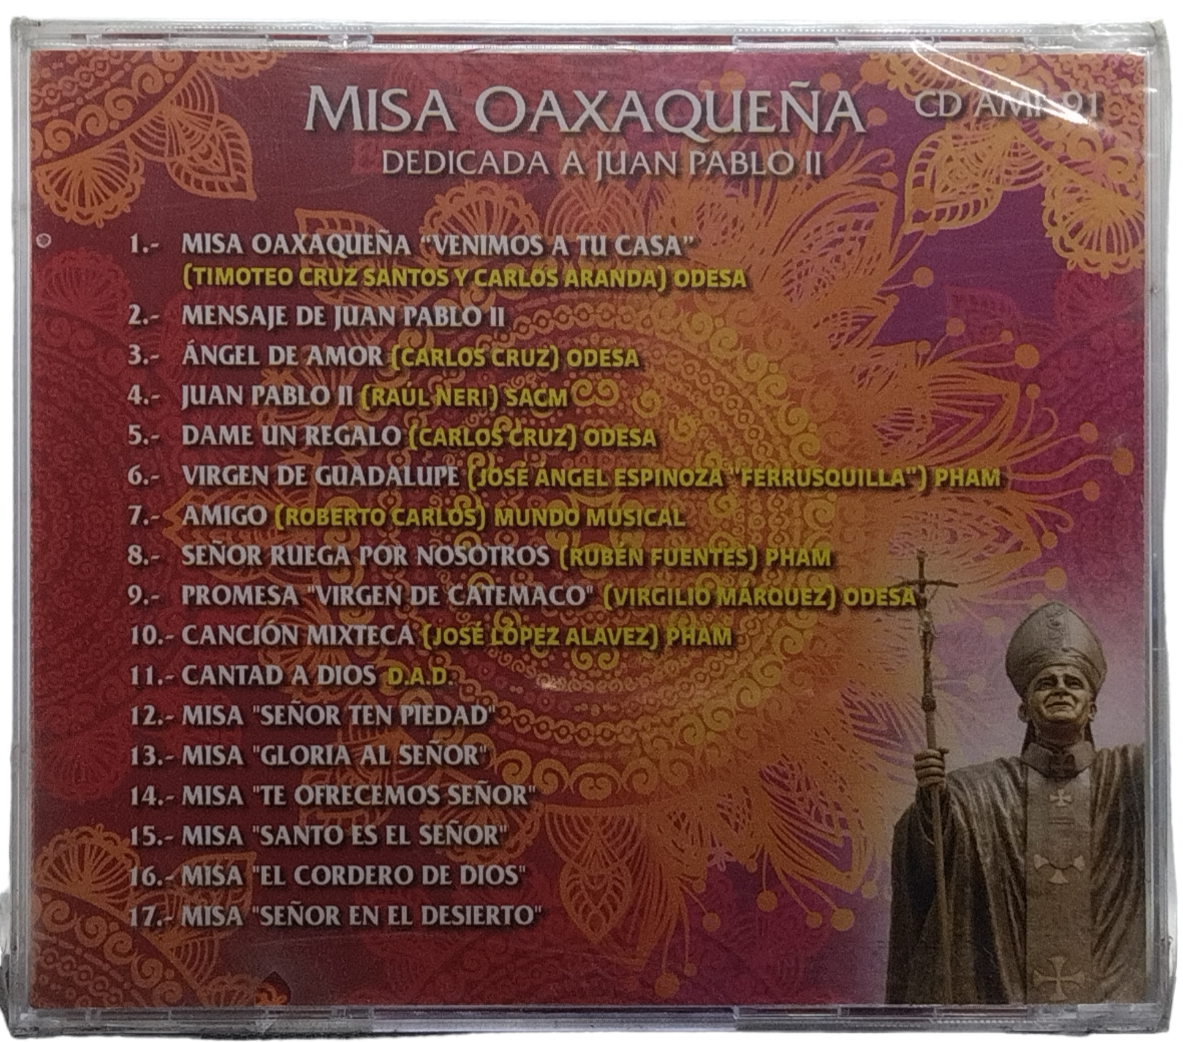 MISA OAXAQUEÑA
CD AMF 91
DEDICADA A JUAN PABLO II
1.- MISA OAXAQUEÑA "VENIMOS A TU CASA"
(TIMOTEO CRUZ SANTOS Y CARLOS ARANDA) ODESA
2.- MENSAJE DE JUAN PABLO II
3.- ÁNGEL DE AMOR (CARLOS CRUZ) ODESA
4.- JUAN PABLO II (RAÚL NERI) SACM
5.- DAME UN REGALO (CARLOS CRUZ) ODESA
6.- VIRGEN DE GUADALUPE (JOSÉ ÁNGEL ESPINOZA "FERRUSQUILLA") PHAM
7.- AMIGO (ROBERTO CARLOS) MUNDO MUSICAL
8.- SEÑOR RUEGA POR NOSOTROS (RUBÉN FUENTES) PHAM
9.- PROMESA "VIRGEN DE CATEMACO" (VIRGILIO MÁRQUEZ) ODESA
10.- CANCIÓN MIXTECA (JOSÉ LÓPEZ ALAVEZ) PHAM
11.- CANTAD A DIOS D.A.D.
12.- MISA "SEÑOR TEN PIEDAD"
13.- MISA "GLORIA AL SEÑOR"
14.- MISA "TE OFRECEMOS SEÑOR"
15.- MISA "SANTO ES EL SEÑOR"
16.- MISA "EL CORDERO DE DIOS"
17.- MISA "SEÑOR EN EL DESIERTO"